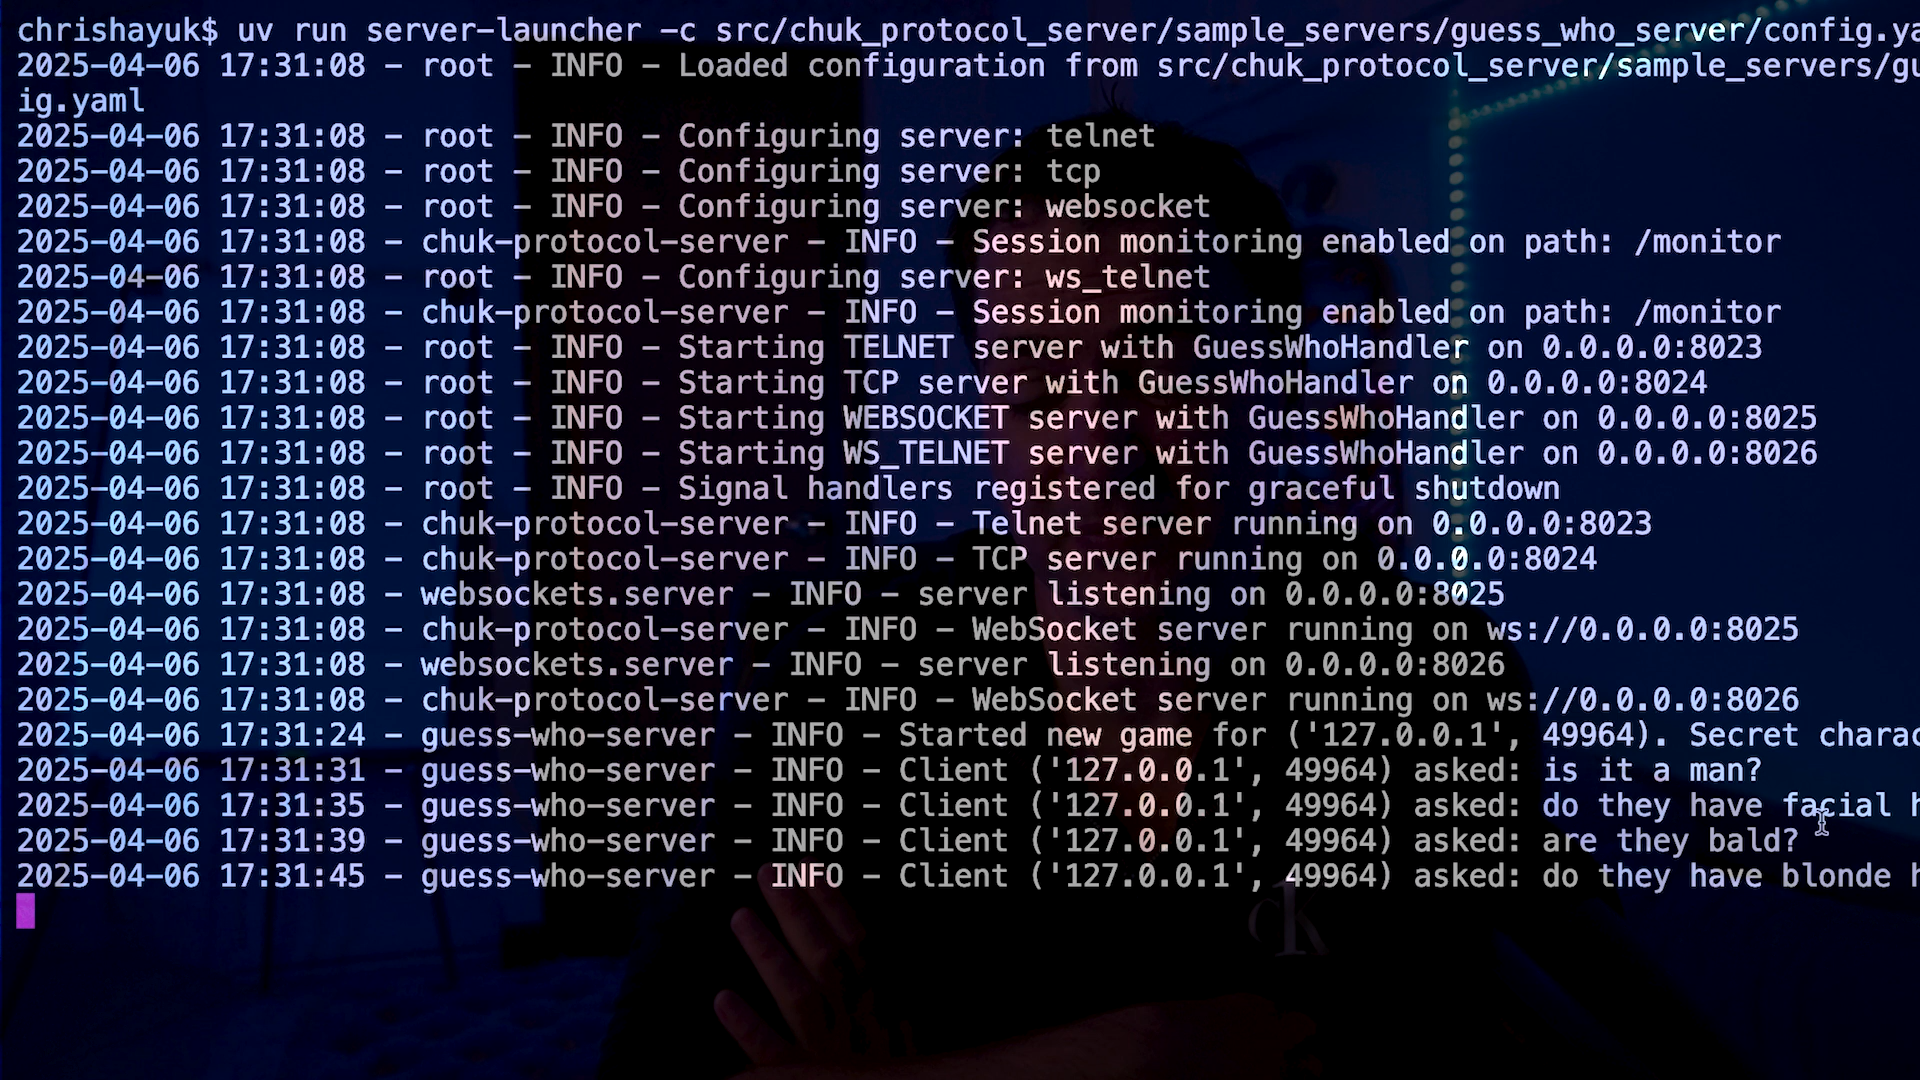 chrishayuk$ uv run server-launcher -c src/chuk_protocol_server/sample_servers/guess_who_server/config.ya
2025-04-06 17:31:08 - root - INFO - Loaded configuration from src/chuk_protocol_server/sample_servers/gu
ig.yaml
2025-04-06 17:31:08 - root - INFO - Configuring server: telnet
2025-04-06 17:31:08 - root - INFO - Configuring server: tcp
2025-04-06 17:31:08 - root - INFO - Configuring server: websocket
2025-04-06 17:31:08 - chuk-protocol-server - INFO - Session monitoring enabled on path: /monitor
2025-04-06 17:31:08 - root - INFO - Configuring server: ws_telnet
2025-04-06 17:31:08 - chuk-protocol-server - INFO - Session monitoring enabled on path: /monitor
2025-04-06 17:31:08 - root - INFO - Starting TELNET server with GuessWhoHandler on 0.0.0.0:8023
2025-04-06 17:31:08 - root - INFO - Starting TCP server with GuessWhoHandler on 0.0.0.0:8024
2025-04-06 17:31:08 - root - INFO - Starting WEBSOCKET server with GuessWhoHandler on 0.0.0.0:8025
2025-04-06 17:31:08 - root - INFO - Starting WS_TELNET server with GuessWhoHandler on 0.0.0.0:8026
2025-04-06 17:31:08 - root - INFO - Signal handlers registered for graceful shutdown
2025-04-06 17:31:08 - chuk-protocol-server - INFO - Telnet server running on 0.0.0.0:8023
2025-04-06 17:31:08 - chuk-protocol-server - INFO - TCP server running on 0.0.0.0:8024
2025-04-06 17:31:08 - websockets.server - INFO - server listening on 0.0.0.0:8025
2025-04-06 17:31:08 - chuk-protocol-server - INFO - WebSocket server running on ws://0.0.0.0:8025
2025-04-06 17:31:08 - websockets.server - INFO - server listening on 0.0.0.0:8026
2025-04-06 17:31:08 - chuk-protocol-server - INFO - WebSocket server running on ws://0.0.0.0:8026
2025-04-06 17:31:24 - guess-who-server - INFO - Started new game for ('127.0.0.1', 49964). Secret charac
2025-04-06 17:31:31 - guess-who-server - INFO - Client ('127.0.0.1', 49964) asked: is it a man?
2025-04-06 17:31:35 - guess-who-server - INFO - Client ('127.0.0.1', 49964) asked: do they have facial h
2025-04-06 17:31:39 - guess-who-server - INFO - Client ('127.0.0.1', 49964) asked: are they bald?
2025-04-06 17:31:45 - guess-who-server - INFO - Client ('127.0.0.1', 49964) asked: do they have blonde h
ck